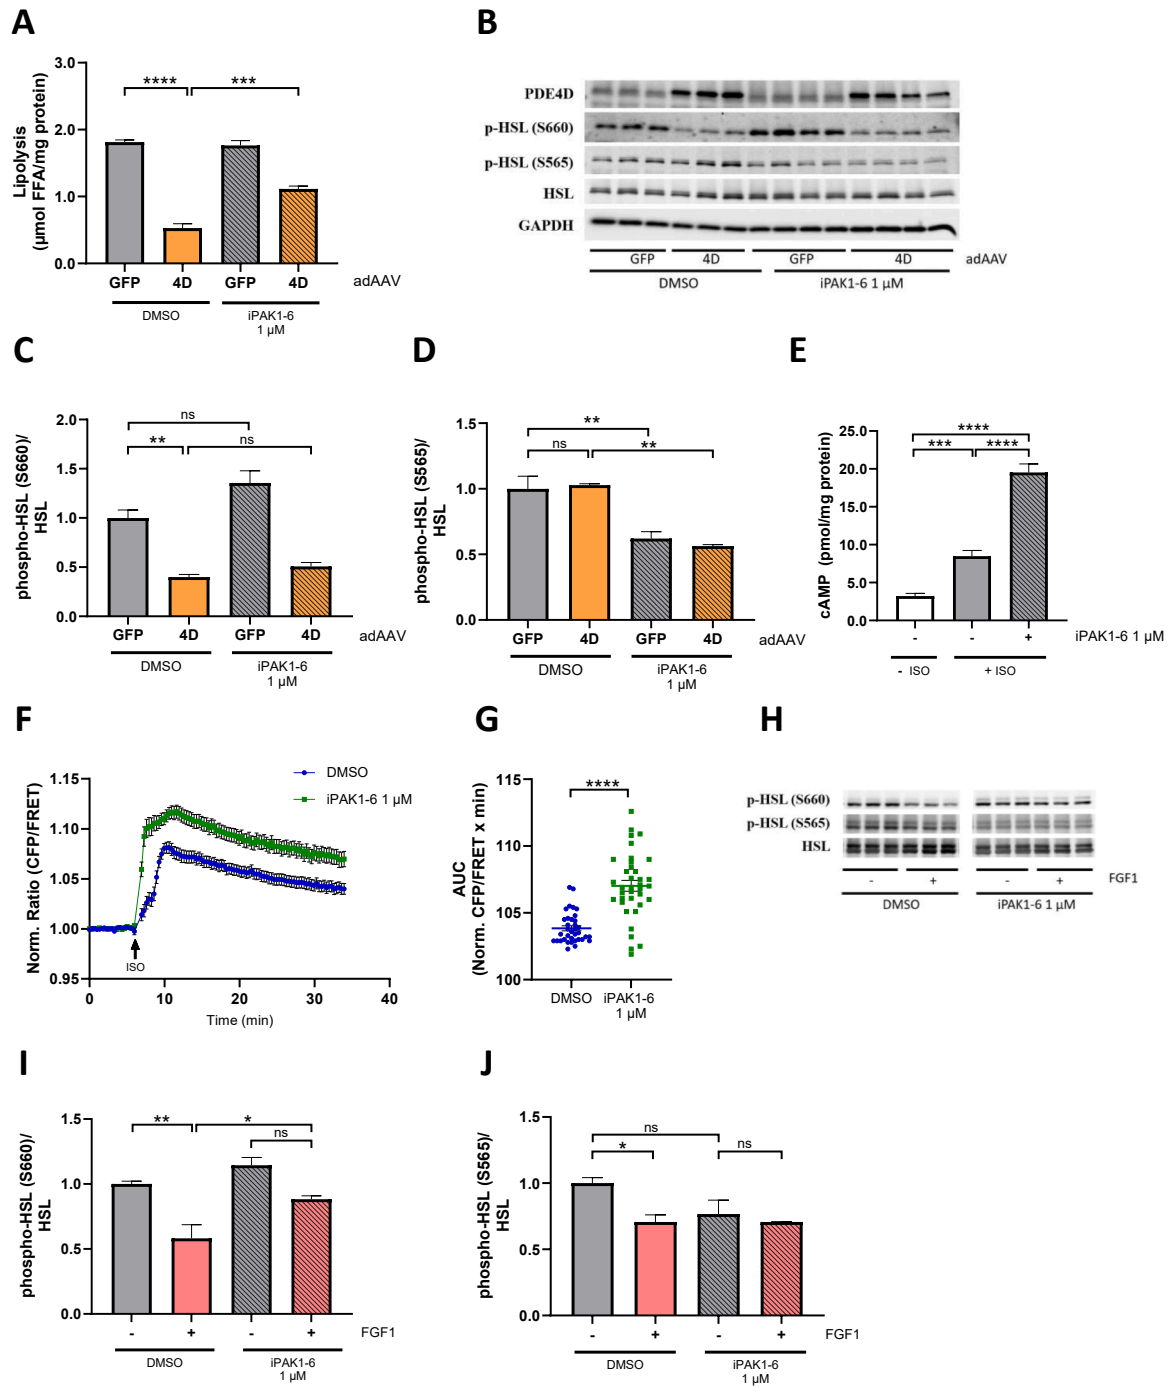 A
Lipolysis
(µmol FFA/mg protein)
3.0
2.0
1.0
0.0
****
***
GFP 4D GFP 4D adAAV
DMSO iPAK1-6
1 µM
B
PDE4D
p-HSL (S660)
p-HSL (S565)
HSL
GAPDH
GFP 4D GFP 4D adAAV
DMSO iPAK1-6 1 µM
C
phospho-HSL (S660)/
HSL
2.0
1.5
1.0
0.5
0.0
ns
** ns
GFP 4D GFP 4D adAAV
DMSO iPAK1-6
1 µM
D
phospho-HSL (S565)/
HSL
1.5
1.0
0.5
0.0
**
ns **
GFP 4D GFP 4D adAAV
DMSO iPAK1-6
1 µM
E
cAMP (pmol/mg protein)
25.0
20.0
15.0
10.0
5.0
0.0
****
*** ****
- - + iPAK1-6 1 µM
- ISO + ISO
F
Norm. Ratio (CFP/FRET)
1.15
1.10
1.05
1.00
0.95
DMSO
iPAK1-6 1 µM
ISO
0 10 20 30 40
Time (min)
G
AUC
(Norm. CFP/FRET x min)
115
110
105
100
****
DMSO iPAK1-6
1 µM
H
p-HSL (S660)
p-HSL (S565)
HSL
- + - + FGF1
DMSO iPAK1-6 1 µM
I
phospho-HSL (S660)/
HSL
1.5
1.0
0.5
0.0
** *
ns
- + - + FGF1
DMSO iPAK1-6
1 µM
J
phospho-HSL (S565)/
HSL
1.5
1.0
0.5
0.0
ns
* ns
- + - + FGF1
DMSO iPAK1-6
1 µM